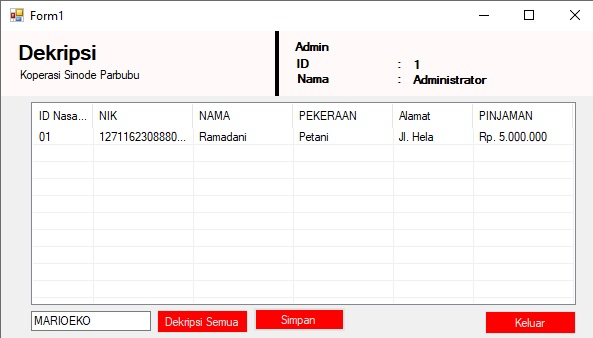 Form1
Dekripsi
Koperasi Sinode Parbubu
Admin
ID : 1
Nama : Administrator
ID Nasa... NIK NAMA PEKERAAN Alamat PINJAMAN
01 1271162308880... Ramadani Petani Jl. Hela Rp. 5.000.000
MARIOEKO Dekripsi Semua Simpan Keluar